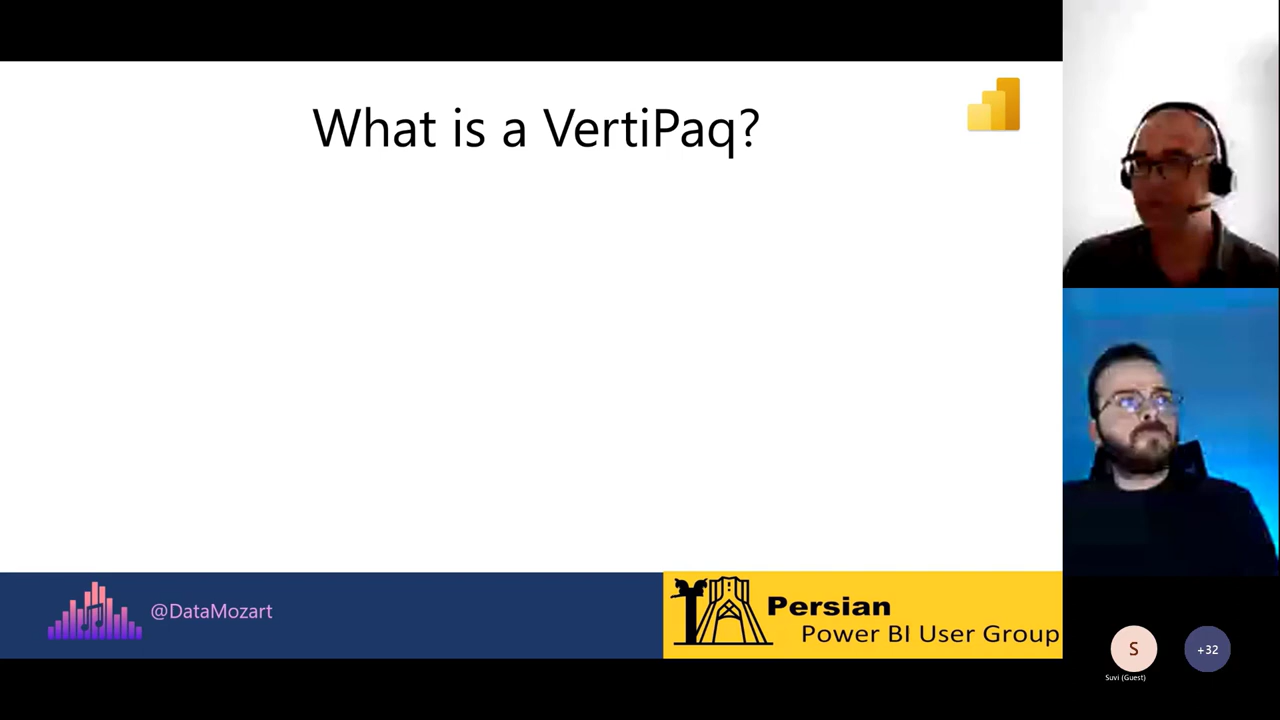 What is a VertiPaq?
@DataMozart
Persian
Power BI User Group
S
+32
Suvi (Guest)